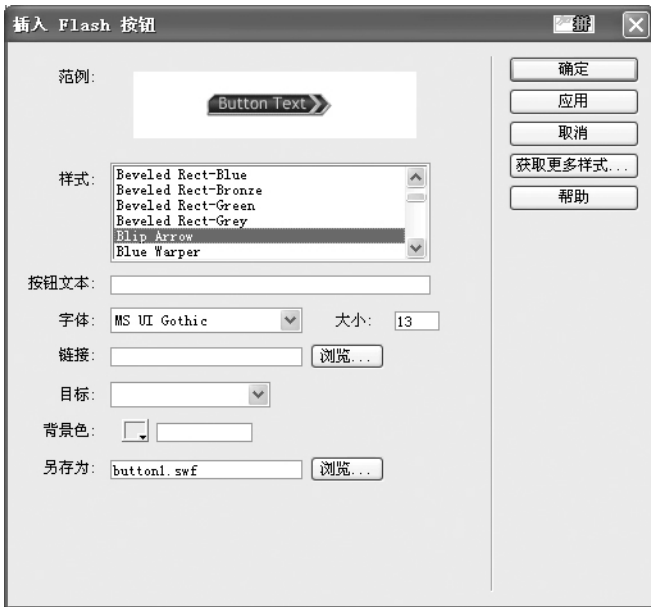 插入 Flash 按钮
拼
范例:
Button Text
样式:
Beveled Rect-Blue
Beveled Rect-Bronze
Beveled Rect-Green
Beveled Rect-Grey
Blip Arrow
Blue Warper
按钮文本:
字体: MS UI Gothic 大小: 13
链接: 浏览...
目标:
背景色:
另存为: button1.swf 浏览...
确定
应用
取消
获取更多样式...
帮助